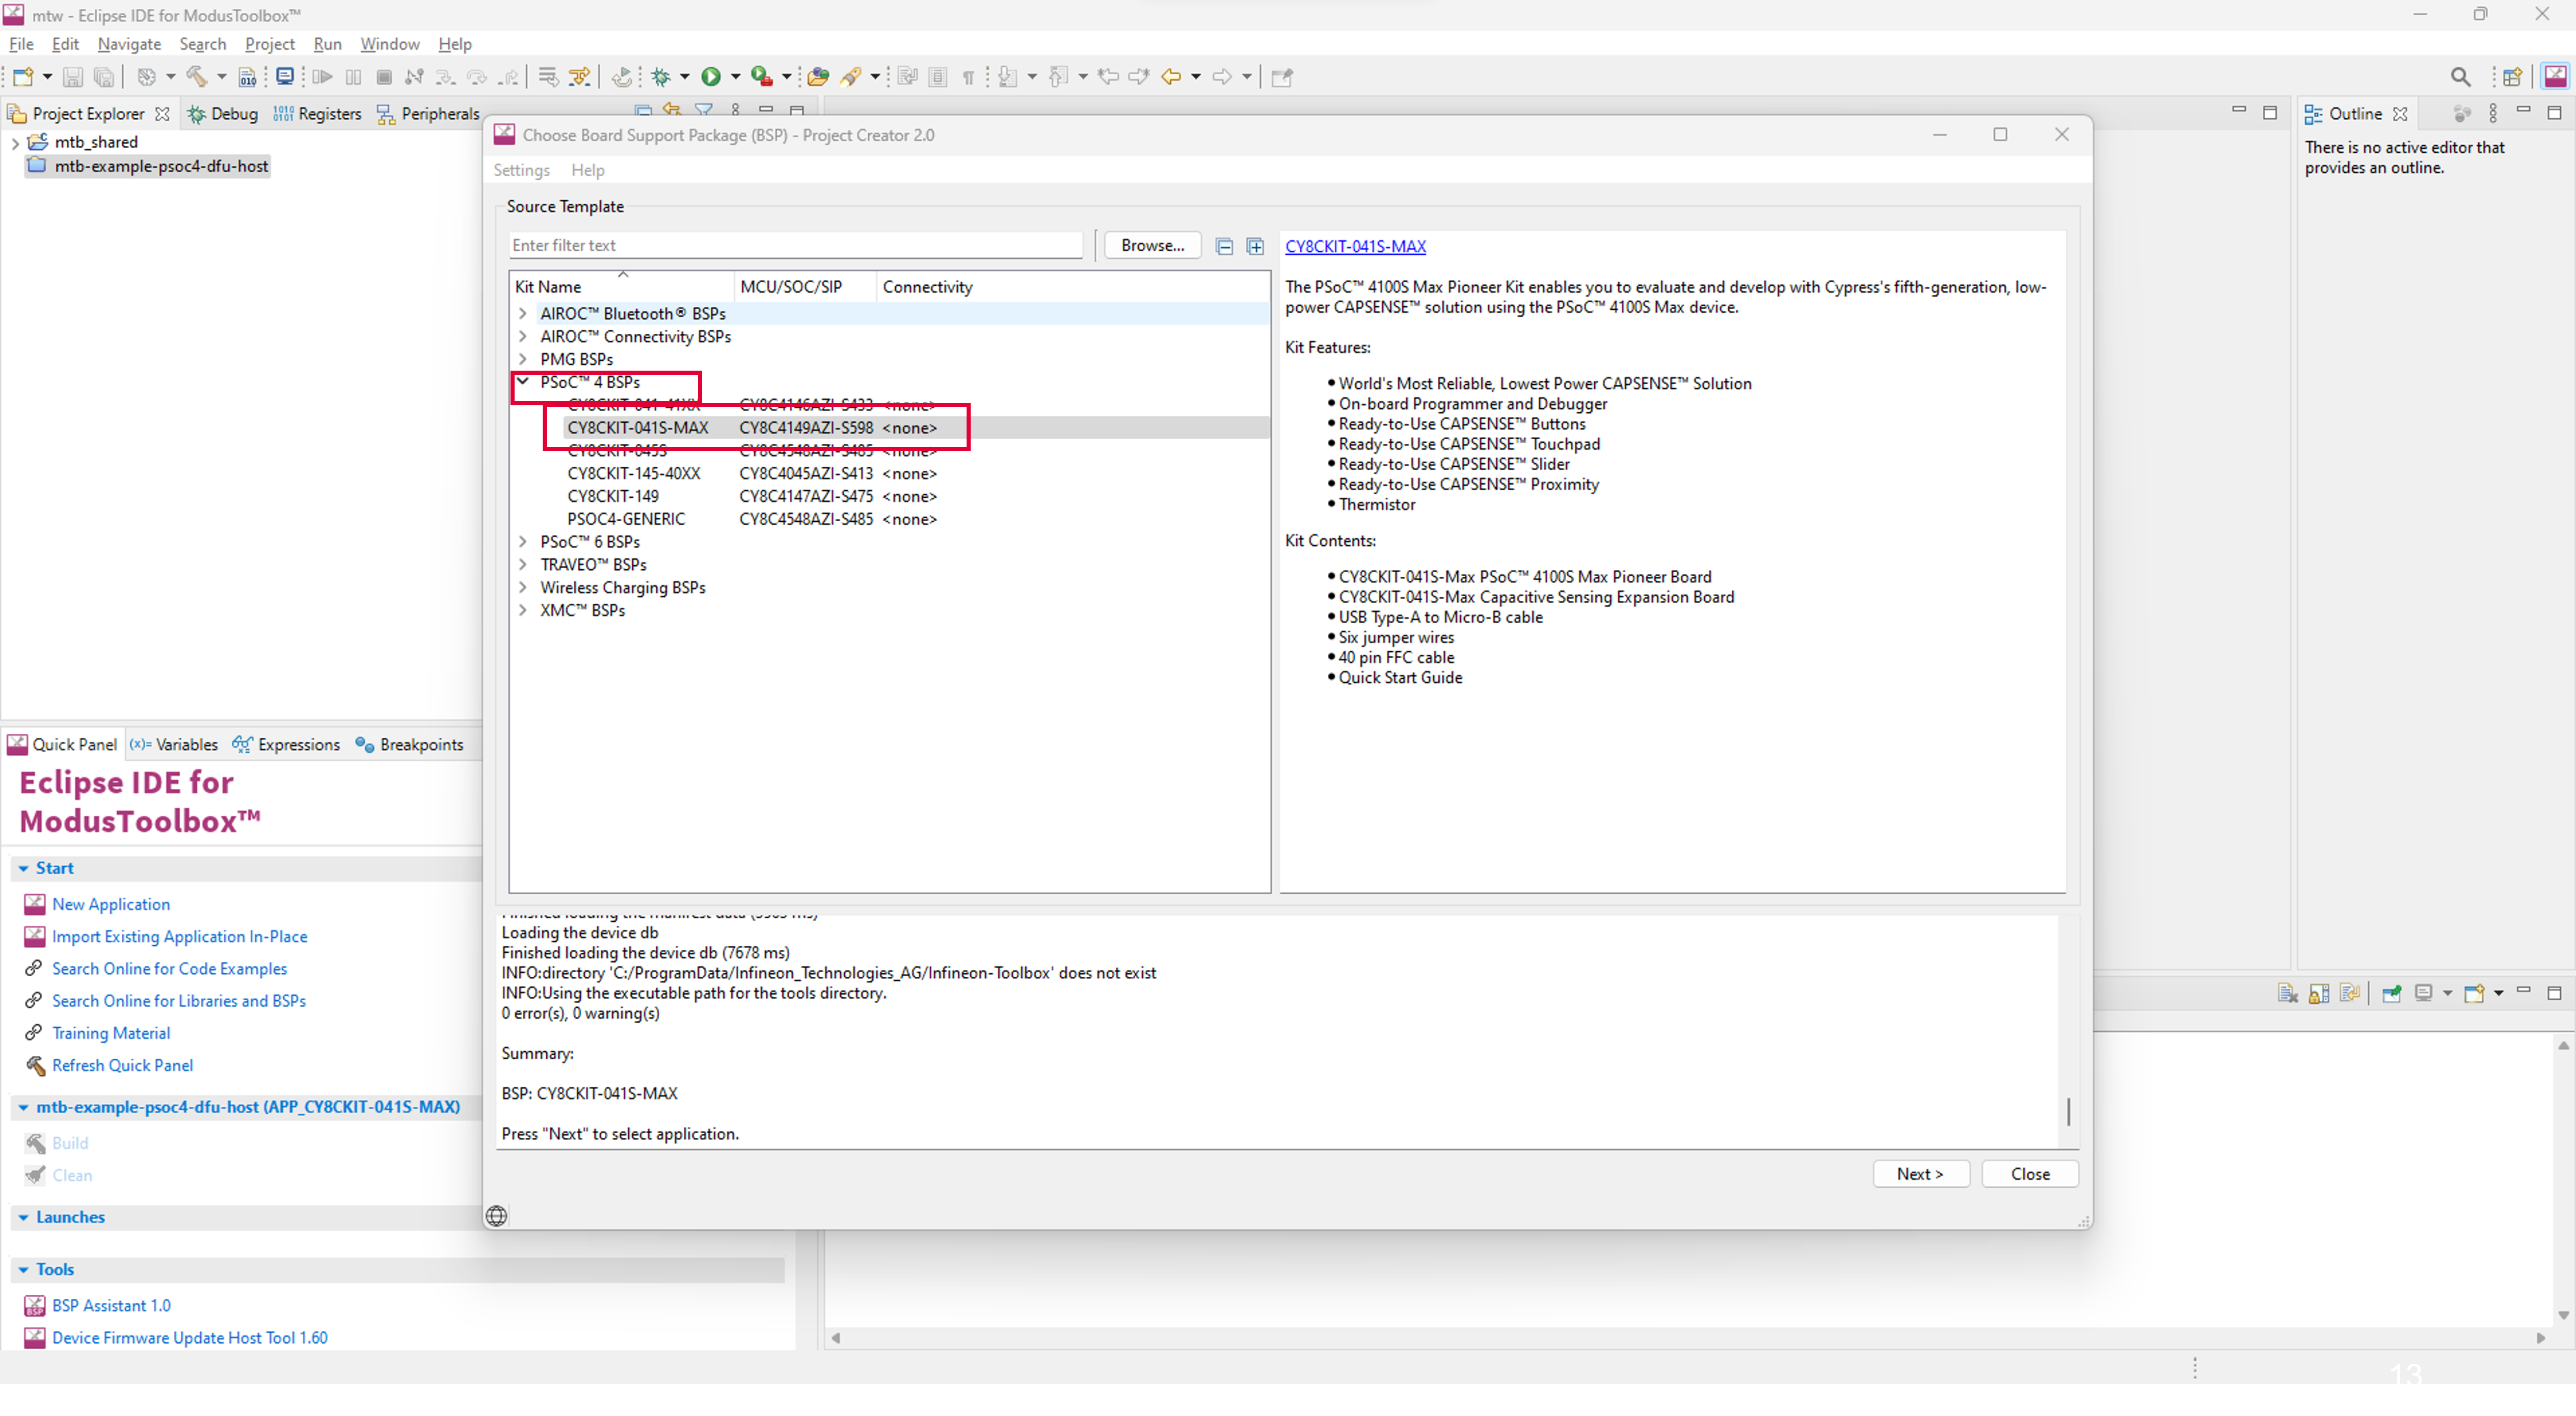 mtw - Eclipse IDE for ModusToolbox™
File Edit Navigate Search Project Run Window Help
Project Explorer Debug Registers Peripherals
mtb_shared
mtb-example-psoc4-dfu-host
Outline
There is no active editor that
provides an outline.
Choose Board Support Package (BSP) - Project Creator 2.0
Settings Help
Source Template
Enter filter text Browse...
Kit Name MCU/SOC/SIP Connectivity
AIROC™ Bluetooth® BSPs
AIROC™ Connectivity BSPs
PMG BSPs
PSoC™ 4 BSPs
CY8CKIT-041-41XX CY8C4146AZI-S433 <none>
CY8CKIT-041S-MAX CY8C4149AZI-S598 <none>
CY8CKIT-045S CY8C4548AZI-S485 <none>
CY8CKIT-145-40XX CY8C4045AZI-S413 <none>
CY8CKIT-149 CY8C4147AZI-S475 <none>
PSOC4-GENERIC CY8C4548AZI-S485 <none>
PSoC™ 6 BSPs
TRAVEO™ BSPs
Wireless Charging BSPs
XMC™ BSPs
CY8CKIT-041S-MAX
The PSoC™ 4100S Max Pioneer Kit enables you to evaluate and develop with Cypress's fifth-generation, low-
power CAPSENSE™ solution using the PSoC™ 4100S Max device.
Kit Features:
• World's Most Reliable, Lowest Power CAPSENSE™ Solution
• On-board Programmer and Debugger
• Ready-to-Use CAPSENSE™ Buttons
• Ready-to-Use CAPSENSE™ Touchpad
• Ready-to-Use CAPSENSE™ Slider
• Ready-to-Use CAPSENSE™ Proximity
• Thermistor
Kit Contents:
• CY8CKIT-041S-Max PSoC™ 4100S Max Pioneer Board
• CY8CKIT-041S-Max Capacitive Sensing Expansion Board
• USB Type-A to Micro-B cable
• Six jumper wires
• 40 pin FFC cable
• Quick Start Guide
Loading the device db
Finished loading the device db (7678 ms)
INFO:directory 'C:/ProgramData/Infineon_Technologies_AG/Infineon-Toolbox' does not exist
INFO:Using the executable path for the tools directory.
0 error(s), 0 warning(s)
Summary:
BSP: CY8CKIT-041S-MAX
Press "Next" to select application.
Next > Close
Quick Panel (x)= Variables Expressions Breakpoints
Eclipse IDE for
ModusToolbox™
Start
New Application
Import Existing Application In-Place
Search Online for Code Examples
Search Online for Libraries and BSPs
Training Material
Refresh Quick Panel
mtb-example-psoc4-dfu-host (APP_CY8CKIT-041S-MAX)
Build
Clean
Launches
Tools
BSP Assistant 1.0
Device Firmware Update Host Tool 1.60
13